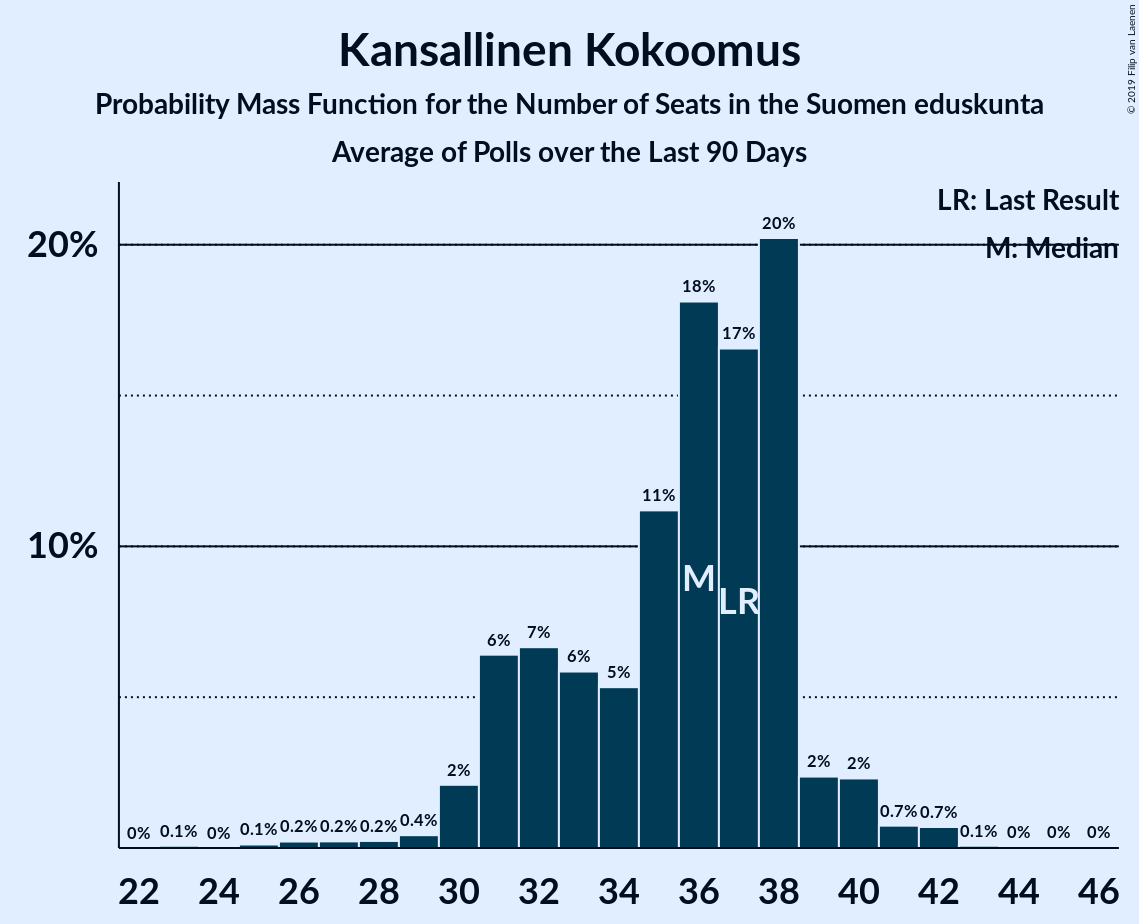 Kansallinen Kokoomus
Probability Mass Function for the Number of Seats in the Suomen eduskunta
Average of Polls over the Last 90 Days
© 2019 Filip van Laenen
LR: Last Result
M: Median
20%
10%
0% 0.1% 0% 0.1% 0.2% 0.2% 0.2% 0.4% 2% 6% 7% 6% 5% 11% 18% 17% 20% 2% 2% 0.7% 0.7% 0.1% 0% 0% 0%
M
LR
22 24 26 28 30 32 34 36 38 40 42 44 46